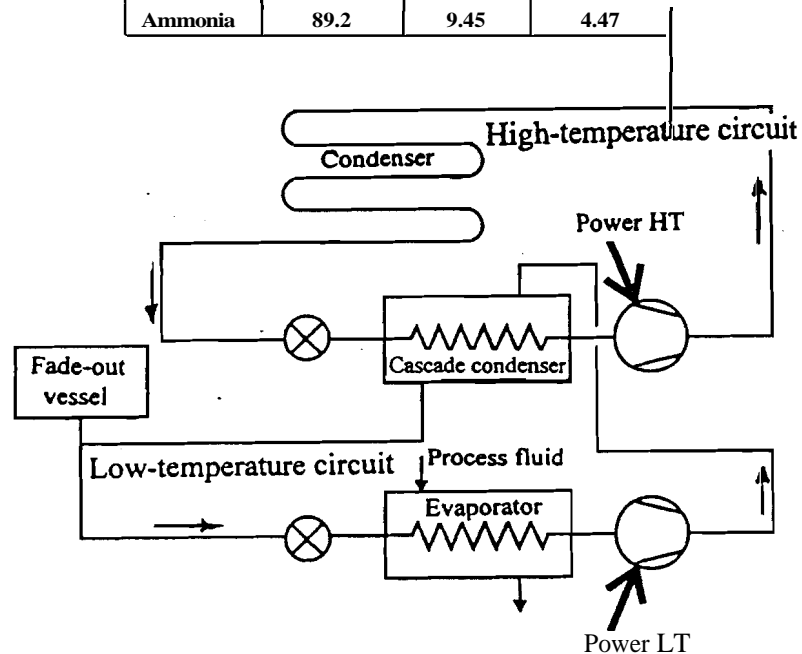 Ammonia 89.2 9.45 4.47
High-temperature circuit
Condenser
Power HT
Cascade condenser
Fade-out
vessel
Low-temperature circuit
Process fluid
Evaporator
Power LT